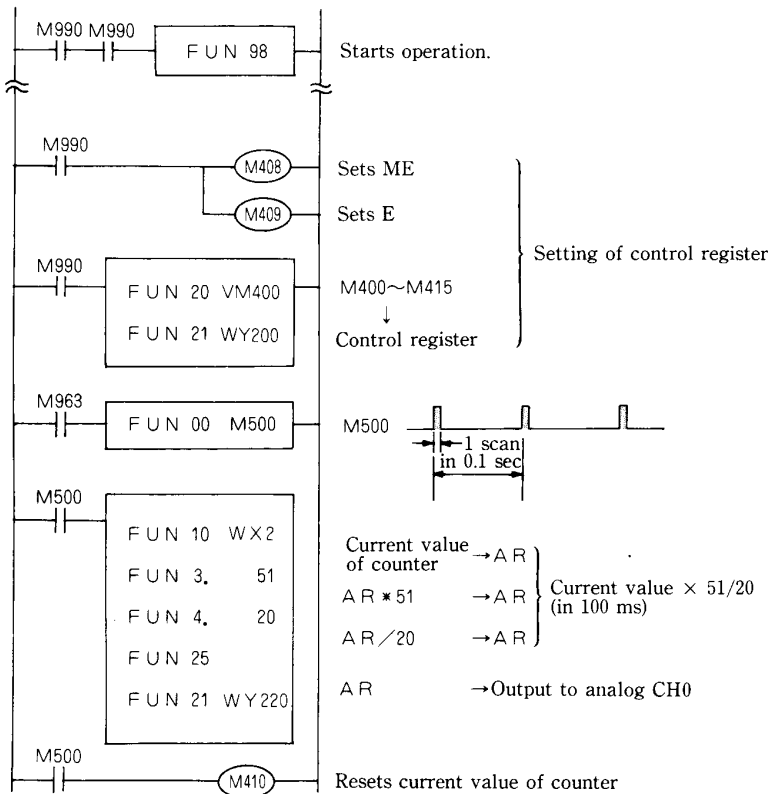 M990 M990
FUN 98 Starts operation.
M990
M408 Sets ME
M409 Sets E
Setting of control register
M990
FUN 20 VM400 M400~M415
↓
FUN 21 WY200 Control register
M963
FUN 00 M500 M500
1 scan
in 0.1 sec
M500
FUN 10 WX2 Current value of counter →AR
FUN 3. 51 AR*51 →AR
FUN 4. 20 AR/20 →AR
Current value × 51/20
(in 100 ms)
FUN 25
FUN 21 WY220 AR →Output to analog CH0
M500
M410 Resets current value of counter